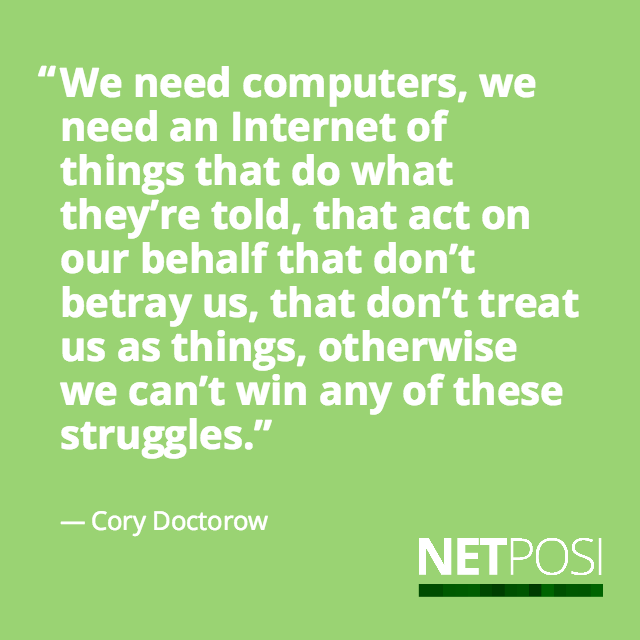 “We need computers, we
need an Internet of
things that do what
they’re told, that act on
our behalf that don’t
betray us, that don’t treat
us as things, otherwise
we can’t win any of these
struggles.”
— Cory Doctorow
NETPOSI